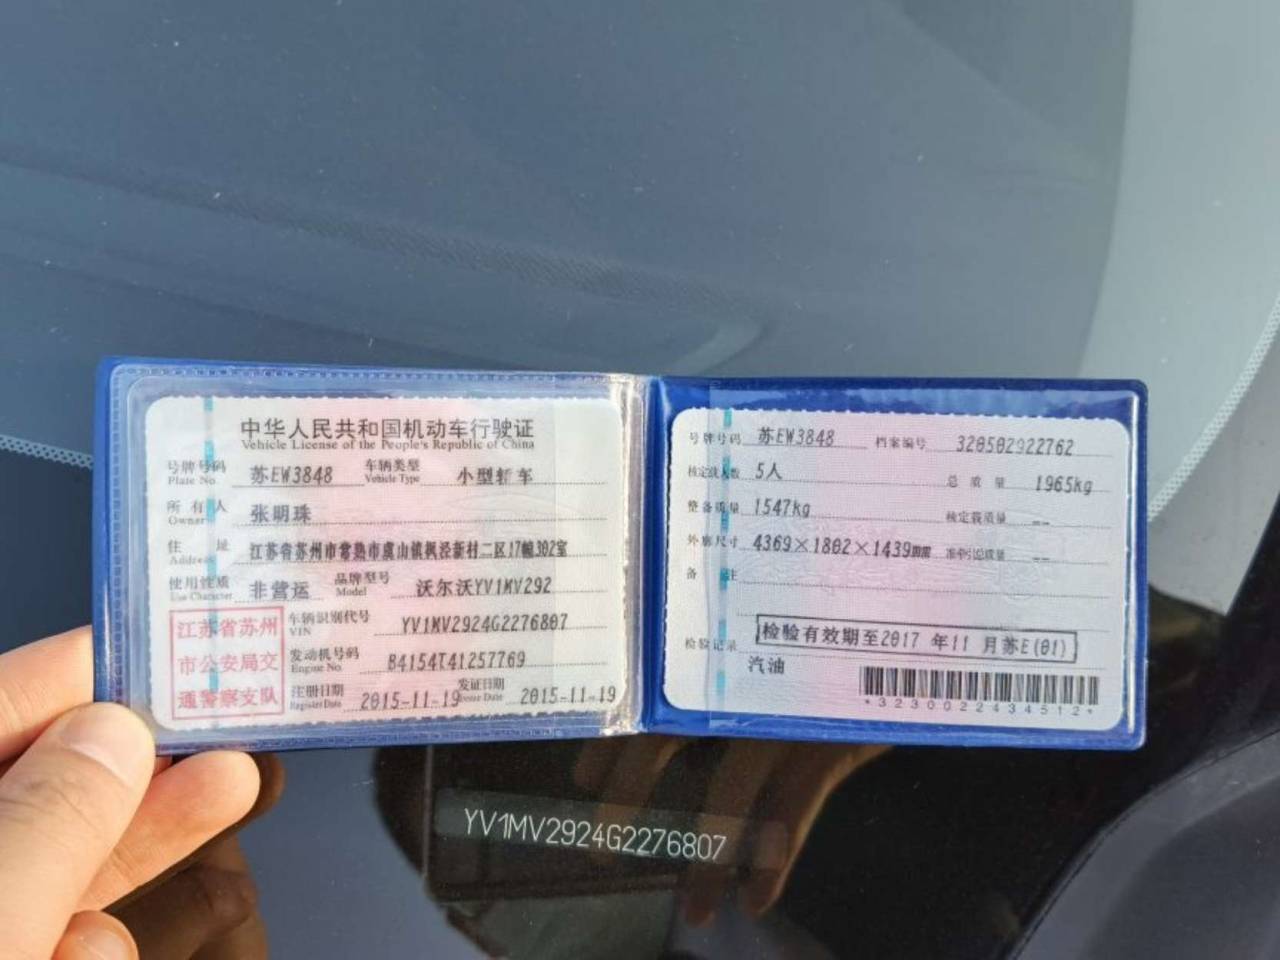 中华人民共和国机动车行驶证
Vehicle License of the People's Republic of China
号牌号码 苏EW3848 车辆类型 小型轿车
Plate No. Vehicle Type
所有人 张明珠
Owner
住址 江苏省苏州市常熟市虞山镇枫泾新村二区17幢302室
Address
使用性质 非营运 品牌型号 沃尔沃YV1MV292
Use Character Model
江苏省苏州
市公安局交
通警察支队
车辆识别代号 YV1MV2924G2276807
VIN
发动机号码 B4154T41257769
Engine No.
注册日期 2015-11-19 发证日期 2015-11-19
Register Date Issue Date
号牌号码 苏EW3848 档案编号 320502922762
核定载人数 5人 总质量 1965kg
整备质量 1547kg 核定载质量 --
外廓尺寸 4369×1802×1439mm 准牵引总质量 --
备注
检验记录 检验有效期至2017年11月苏E(01)
汽油
*3230022434512*
YV1MV2924G2276807